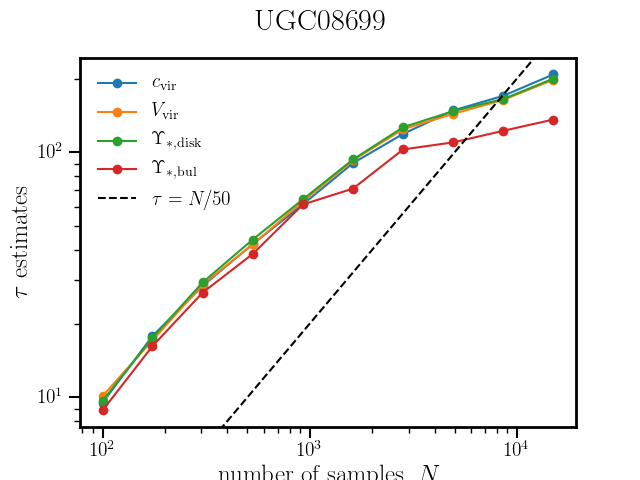 UGC08699
c_vir
V_vir
Υ_*,disk
Υ_*,bul
τ = N/50
τ estimates
10^2
10^1
10^2 10^3 10^4
number of samples, N